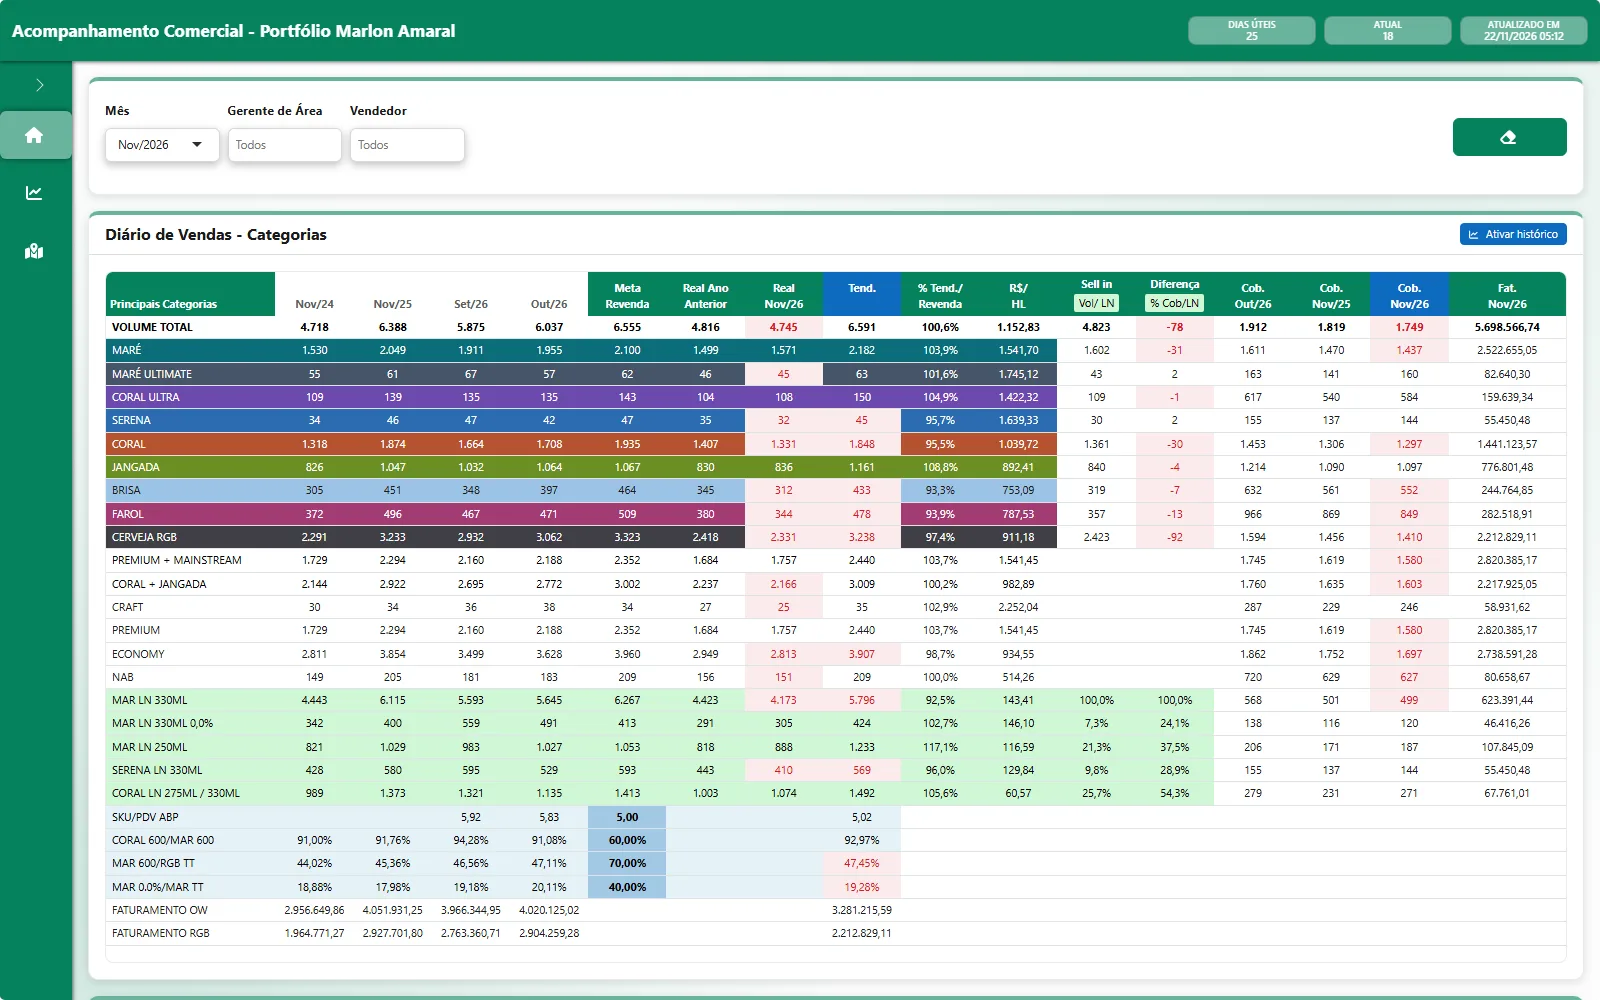 Acompanhamento Comercial - Portfólio Marlon Amaral
DIAS ÚTEIS
25
ATUAL
18
ATUALIZADO EM
22/11/2026 05:12
Mês
Gerente de Área
Vendedor
Nov/2026
Todos
Todos
Diário de Vendas - Categorias
Ativar histórico
Principais Categorias Nov/24 Nov/25 Set/26 Out/26 Meta Revenda Real Ano Anterior Real Nov/26 Tend. % Tend./ Revenda R$/ HL Sell in Vol/ LN Diferença % Cob/LN Cob. Out/26 Cob. Nov/25 Cob. Nov/26 Fat. Nov/26
VOLUME TOTAL 4.718 6.388 5.875 6.037 6.555 4.816 4.745 6.591 100,6% 1.152,83 4.823 -78 1.912 1.819 1.749 5.698.566,74
MARÉ 1.530 2.049 1.911 1.955 2.100 1.499 1.571 2.182 103,9% 1.541,70 1.602 -31 1.611 1.470 1.437 2.522.655,05
MARÉ ULTIMATE 55 61 67 57 62 46 45 63 101,6% 1.745,12 43 2 163 141 160 82.640,30
CORAL ULTRA 109 139 135 135 143 104 108 150 104,9% 1.422,32 109 -1 617 540 584 159.639,34
SERENA 34 46 47 42 47 35 32 45 95,7% 1.639,33 30 2 155 137 144 55.450,48
CORAL 1.318 1.874 1.664 1.708 1.935 1.407 1.331 1.848 95,5% 1.039,72 1.361 -30 1.453 1.306 1.297 1.441.123,57
JANGADA 826 1.047 1.032 1.064 1.067 830 836 1.161 108,8% 892,41 840 -4 1.214 1.090 1.097 776.801,48
BRISA 305 451 348 397 464 345 312 433 93,3% 753,09 319 -7 632 561 552 244.764,85
FAROL 372 496 467 471 509 380 344 478 93,9% 787,53 357 -13 966 869 849 282.518,91
CERVEJA RGB 2.291 3.233 2.932 3.062 3.323 2.418 2.331 3.238 97,4% 911,18 2.423 -92 1.594 1.456 1.410 2.212.829,11
PREMIUM + MAINSTREAM 1.729 2.294 2.160 2.188 2.352 1.684 1.757 2.440 103,7% 1.541,45 1.745 1.619 1.580 2.820.385,17
CORAL + JANGADA 2.144 2.922 2.695 2.772 3.002 2.237 2.166 3.009 100,2% 982,89 1.760 1.635 1.603 2.217.925,05
CRAFT 30 34 36 38 34 27 25 35 102,9% 2.252,04 287 229 246 58.931,62
PREMIUM 1.729 2.294 2.160 2.188 2.352 1.684 1.757 2.440 103,7% 1.541,45 1.745 1.619 1.580 2.820.385,17
ECONOMY 2.811 3.854 3.499 3.628 3.960 2.949 2.813 3.907 98,7% 934,55 1.862 1.752 1.697 2.738.591,28
NAB 149 205 181 183 209 156 151 209 100,0% 514,26 720 629 627 80.658,67
MAR LN 330ML 4.443 6.115 5.593 5.645 6.267 4.423 4.173 5.796 92,5% 143,41 100,0% 100,0% 568 501 499 623.391,44
MAR LN 330ML 0,0% 342 400 559 491 413 291 305 424 102,7% 146,10 7,3% 24,1% 138 116 120 46.416,26
MAR LN 250ML 821 1.029 983 1.027 1.053 818 888 1.233 117,1% 116,59 21,3% 37,5% 206 171 187 107.845,09
SERENA LN 330ML 428 580 595 529 593 443 410 569 96,0% 129,84 9,8% 28,9% 155 137 144 55.450,48
CORAL LN 275ML / 330ML 989 1.373 1.321 1.135 1.413 1.003 1.074 1.492 105,6% 60,57 25,7% 54,3% 279 231 271 67.761,01
SKU/PDV ABP 5,92 5,83 5,00 5,02
CORAL 600/MAR 600 91,00% 91,76% 94,28% 91,08% 60,00% 92,97%
MAR 600/RGB TT 44,02% 45,36% 46,56% 47,11% 70,00% 47,45%
MAR 0.0%/MAR TT 18,88% 17,98% 19,18% 20,11% 40,00% 19,28%
FATURAMENTO OW 2.956.649,86 4.051.931,25 3.966.344,95 4.020.125,02 3.281.215,59
FATURAMENTO RGB 1.964.771,27 2.927.701,80 2.763.360,71 2.904.259,28 2.212.829,11